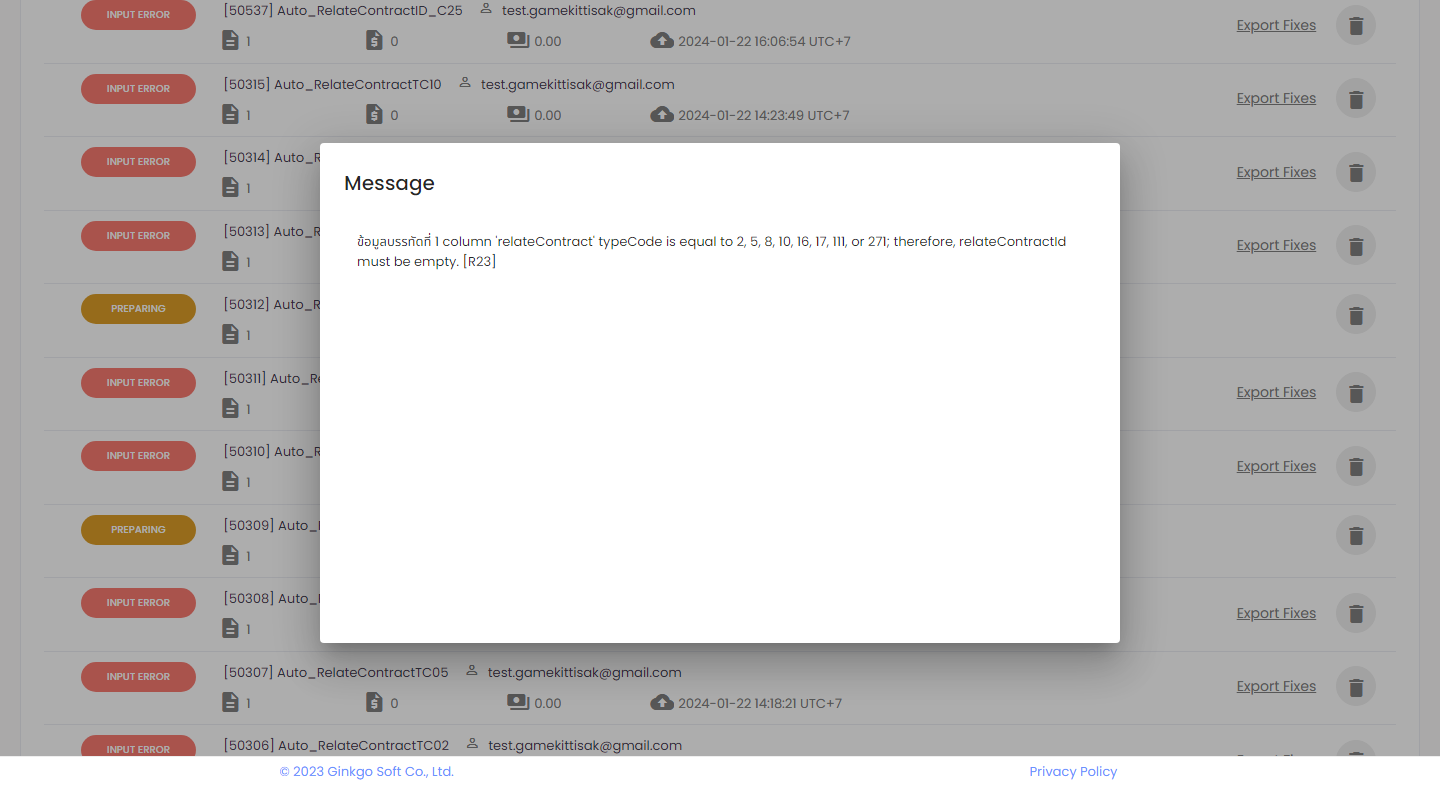 INPUT ERROR
[50537] Auto_RelateContractID_C25 test.gamekittisak@gmail.com
1 0 0.00 2024-01-22 16:06:54 UTC+7
Export Fixes
INPUT ERROR
[50315] Auto_RelateContractTC10 test.gamekittisak@gmail.com
1 0 0.00 2024-01-22 14:23:49 UTC+7
Export Fixes
INPUT ERROR
[50314] Auto_R
1
Export Fixes
Message
ข้อมูลบรรทัดที่ 1 column 'relateContract' typeCode is equal to 2, 5, 8, 10, 16, 17, 111, or 271; therefore, relateContractId
must be empty. [R23]
INPUT ERROR
[50313] Auto_R
1
Export Fixes
PREPARING
[50312] Auto_R
1
INPUT ERROR
[50311] Auto_Re
1
Export Fixes
INPUT ERROR
[50310] Auto_R
1
Export Fixes
PREPARING
[50309] Auto_
1
INPUT ERROR
[50308] Auto_
1
Export Fixes
INPUT ERROR
[50307] Auto_RelateContractTC05 test.gamekittisak@gmail.com
1 0 0.00 2024-01-22 14:18:21 UTC+7
Export Fixes
INPUT ERROR
[50306] Auto_RelateContractTC02 test.gamekittisak@gmail.com
© 2023 Ginkgo Soft Co., Ltd.
Privacy Policy